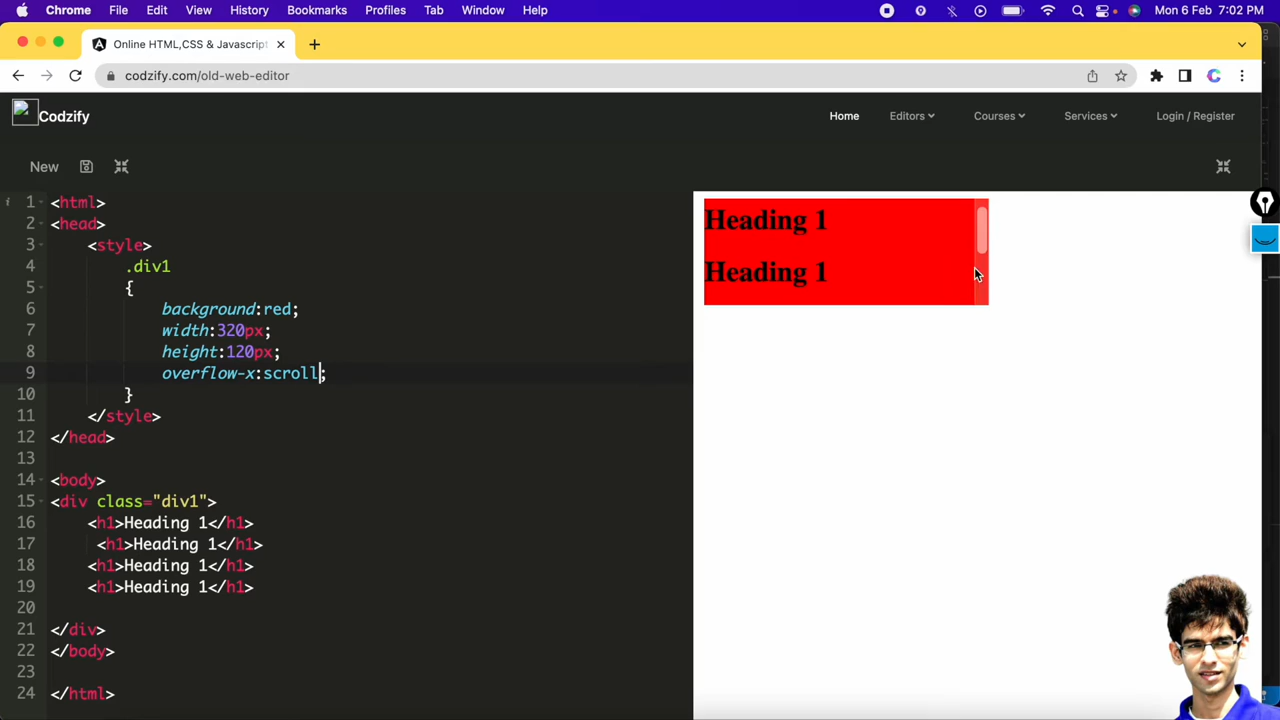 Chrome File Edit View History Bookmarks Profiles Tab Window Help Mon 6 Feb 7:02 PM
Online HTML,CSS & Javascript
codzify.com/old-web-editor
Codzify Home Editors Courses Services Login / Register
New
1 <html>
2 <head>
3 <style>
4 .div1
5 {
6 background:red;
7 width:320px;
8 height:120px;
9 overflow-x:scroll;
10 }
11 </style>
12 </head>
13
14 <body>
15 <div class="div1">
16 <h1>Heading 1</h1>
17 <h1>Heading 1</h1>
18 <h1>Heading 1</h1>
19 <h1>Heading 1</h1>
20
21 </div>
22 </body>
23
24 </html>
Heading 1
Heading 1